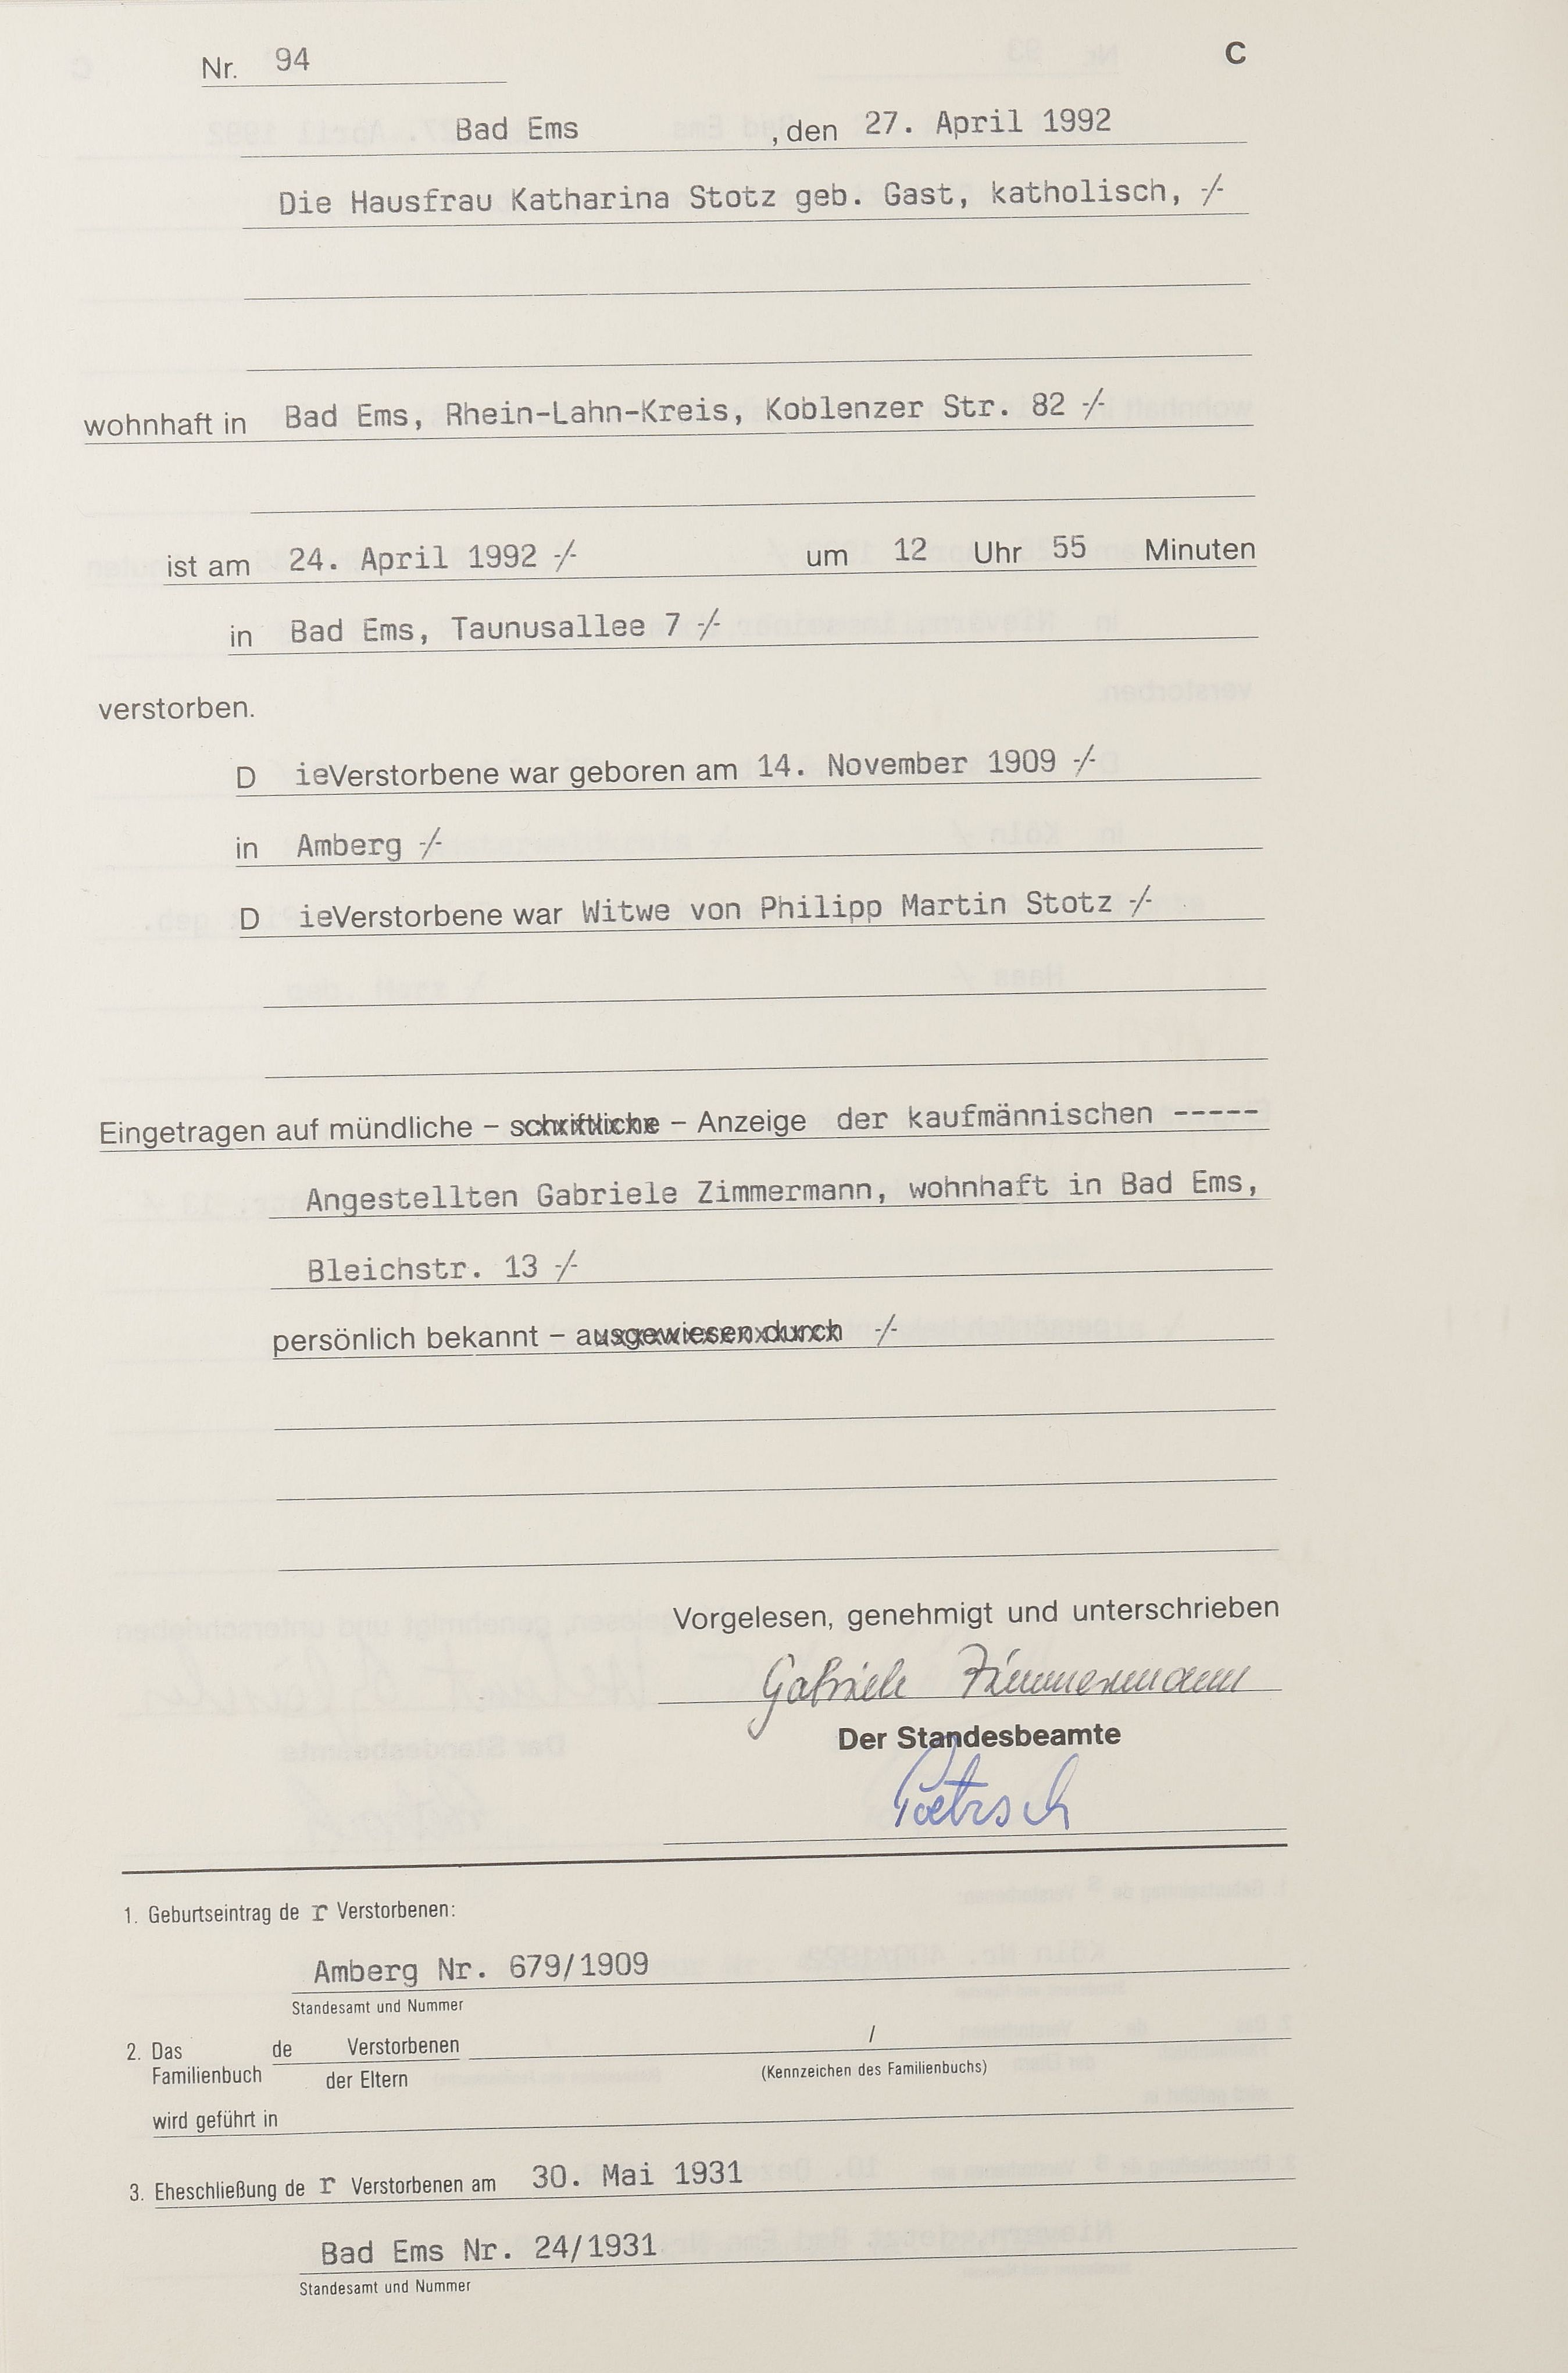 Nr. 94 C
Bad Ems , den 27. April 1992
Die Hausfrau Katharina Stotz geb. Gast, katholisch, -/-
wohnhaft in Bad Ems, Rhein-Lahn-Kreis, Koblenzer Str. 82 -/-
ist am 24. April 1992 -/- um 12 Uhr 55 Minuten
in Bad Ems, Taunusallee 7 -/-
verstorben.
D ieVerstorbene war geboren am 14. November 1909 -/-
in Amberg -/-
D ieVerstorbene war Witwe von Philipp Martin Stotz -/-
Eingetragen auf mündliche – schriftliche – Anzeige der kaufmännischen -----
Angestellten Gabriele Zimmermann, wohnhaft in Bad Ems,
Bleichstr. 13 -/-
persönlich bekannt – ausgewiesen durch -/-
Vorgelesen, genehmigt und unterschrieben
Gabriele Zimmermann
Der Standesbeamte
1. Geburtseintrag de r Verstorbenen:
Amberg Nr. 679/1909
Standesamt und Nummer
2. Das de Verstorbenen /
Familienbuch der Eltern (Kennzeichen des Familienbuchs)
wird geführt in
3. Eheschließung de r Verstorbenen am 30. Mai 1931
Bad Ems Nr. 24/1931
Standesamt und Nummer